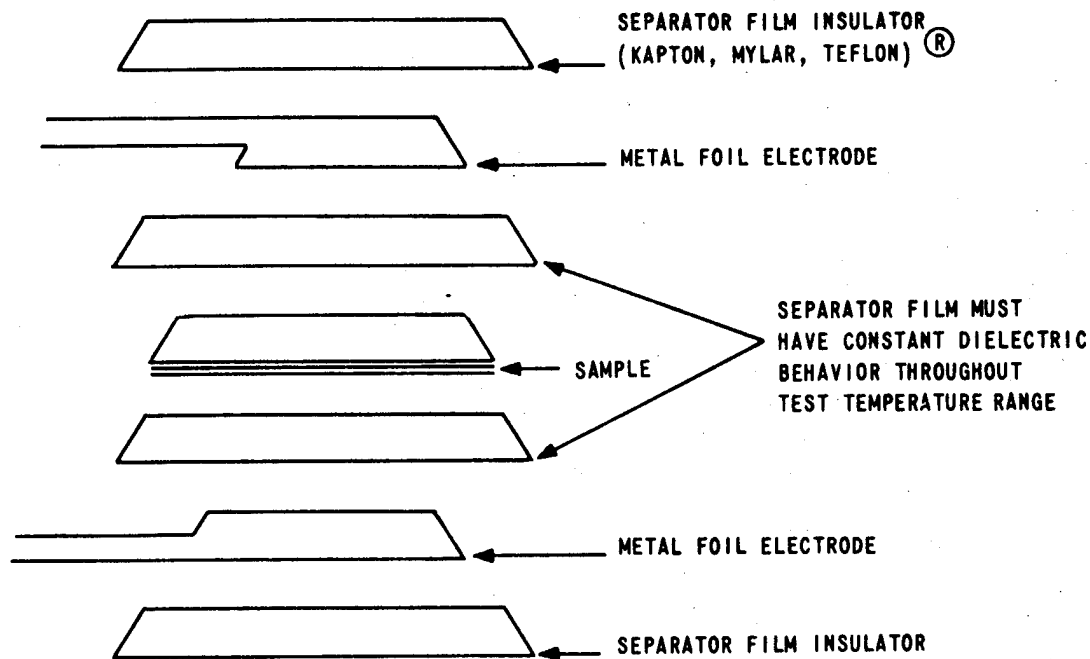 SEPARATOR FILM INSULATOR
(KAPTON, MYLAR, TEFLON) ®
METAL FOIL ELECTRODE
SEPARATOR FILM MUST
HAVE CONSTANT DIELECTRIC
BEHAVIOR THROUGHOUT
TEST TEMPERATURE RANGE
SAMPLE
METAL FOIL ELECTRODE
SEPARATOR FILM INSULATOR